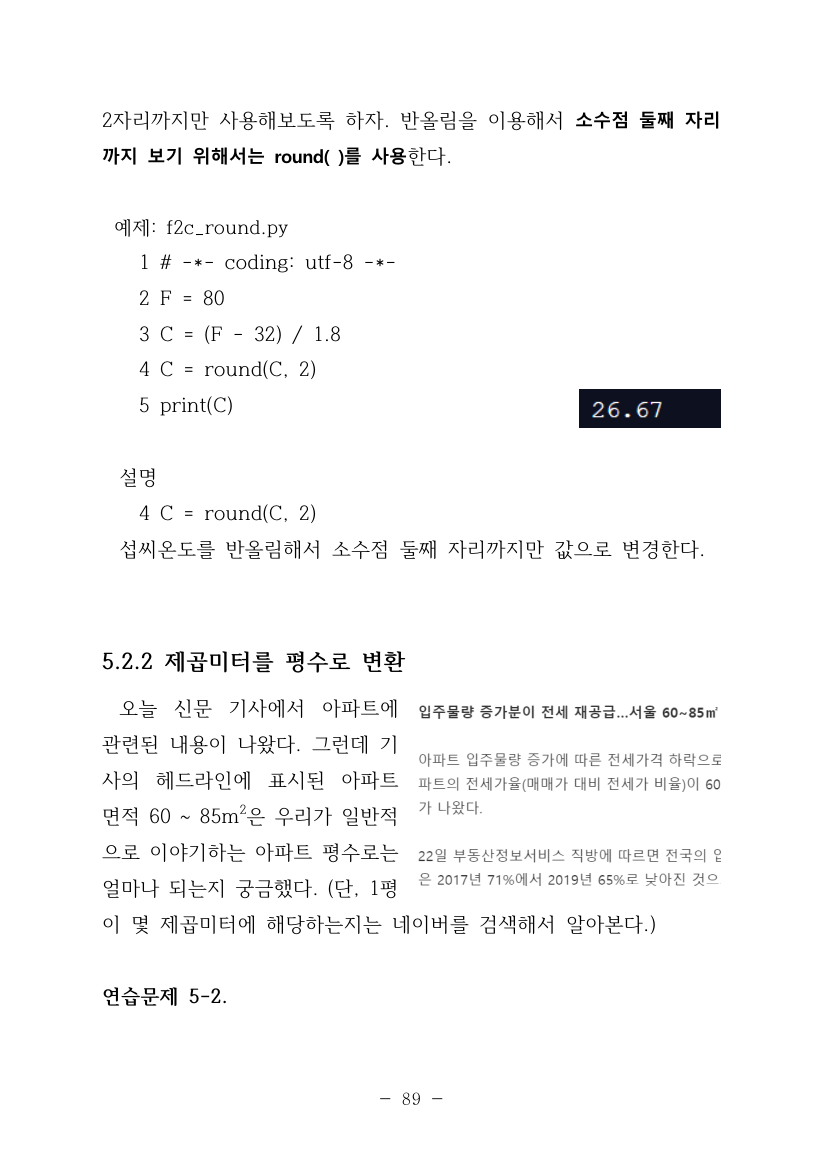 2자리까지만 사용해보도록 하자. 반올림을 이용해서 소수점 둘째 자리
까지 보기 위해서는 round( )를 사용한다.
예제: f2c_round.py
1 # -*- coding: utf-8 -*-
2 F = 80
3 C = (F - 32) / 1.8
4 C = round(C, 2)
5 print(C)
26.67
설명
4 C = round(C, 2)
섭씨온도를 반올림해서 소수점 둘째 자리까지만 값으로 변경한다.
5.2.2 제곱미터를 평수로 변환
오늘 신문 기사에서 아파트에
관련된 내용이 나왔다. 그런데 기
사의 헤드라인에 표시된 아파트
면적 60 ~ 85m²은 우리가 일반적
으로 이야기하는 아파트 평수로는
얼마나 되는지 궁금했다. (단, 1평
이 몇 제곱미터에 해당하는지는 네이버를 검색해서 알아본다.)
입주물량 증가분이 전세 재공급...서울 60~85㎡
아파트 입주물량 증가에 따른 전세가격 하락으로
파트의 전세가율(매매가 대비 전세가 비율)이 60
가 나왔다.
22일 부동산정보서비스 직방에 따르면 전국의
은 2017년 71%에서 2019년 65%로 낮아진 것으
연습문제 5-2.
- 89 -